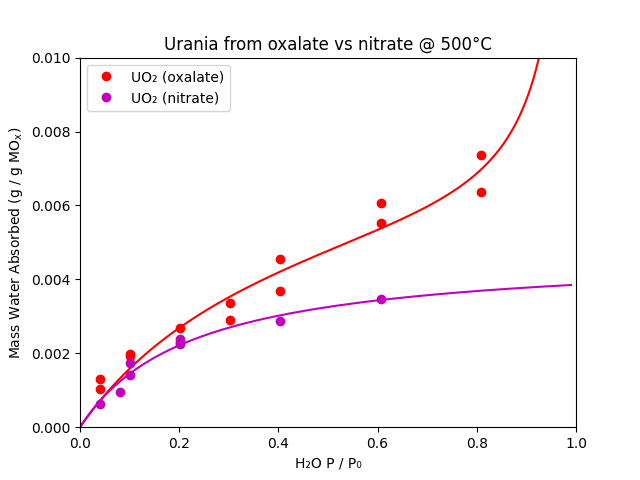 Urania from oxalate vs nitrate @ 500°C
UO₂ (oxalate)
UO₂ (nitrate)
Mass Water Absorbed (g / g MOₓ)
0.010
0.008
0.006
0.004
0.002
0.000
0.0 0.2 0.4 0.6 0.8 1.0
H₂O P / P₀